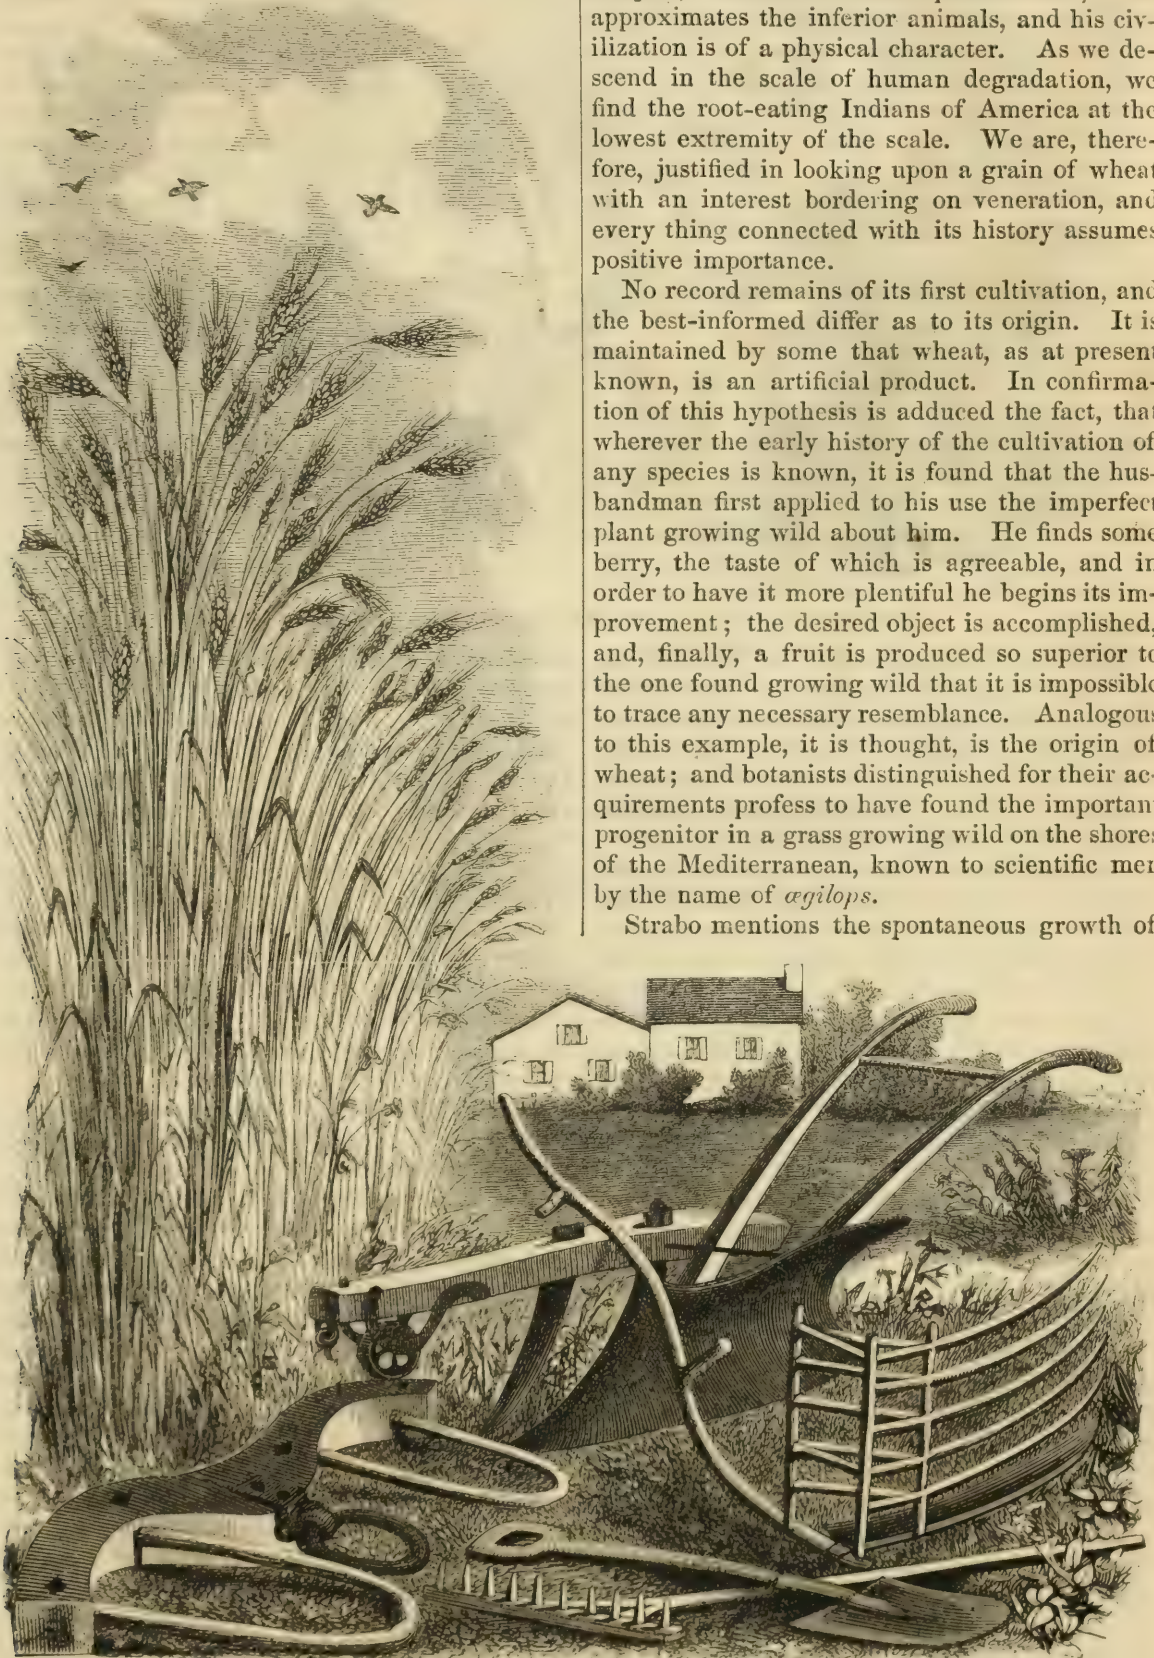 approximates the inferior animals, and his civ-
ilization is of a physical character. As we de-
scend in the scale of human degradation, we
find the root-eating Indians of America at the
lowest extremity of the scale. We are, there-
fore, justified in looking upon a grain of wheat
with an interest bordering on veneration, and
every thing connected with its history assumes
positive importance.
No record remains of its first cultivation, and
the best-informed differ as to its origin. It is
maintained by some that wheat, as at present
known, is an artificial product. In confirma-
tion of this hypothesis is adduced the fact, that
wherever the early history of the cultivation of
any species is known, it is found that the hus-
bandman first applied to his use the imperfect
plant growing wild about him. He finds some
berry, the taste of which is agreeable, and in
order to have it more plentiful he begins its im-
provement; the desired object is accomplished,
and, finally, a fruit is produced so superior to
the one found growing wild that it is impossible
to trace any necessary resemblance. Analogous
to this example, it is thought, is the origin of
wheat; and botanists distinguished for their ac-
quirements profess to have found the important
progenitor in a grass growing wild on the shores
of the Mediterranean, known to scientific men
by the name of ægilops.
Strabo mentions the spontaneous growth of